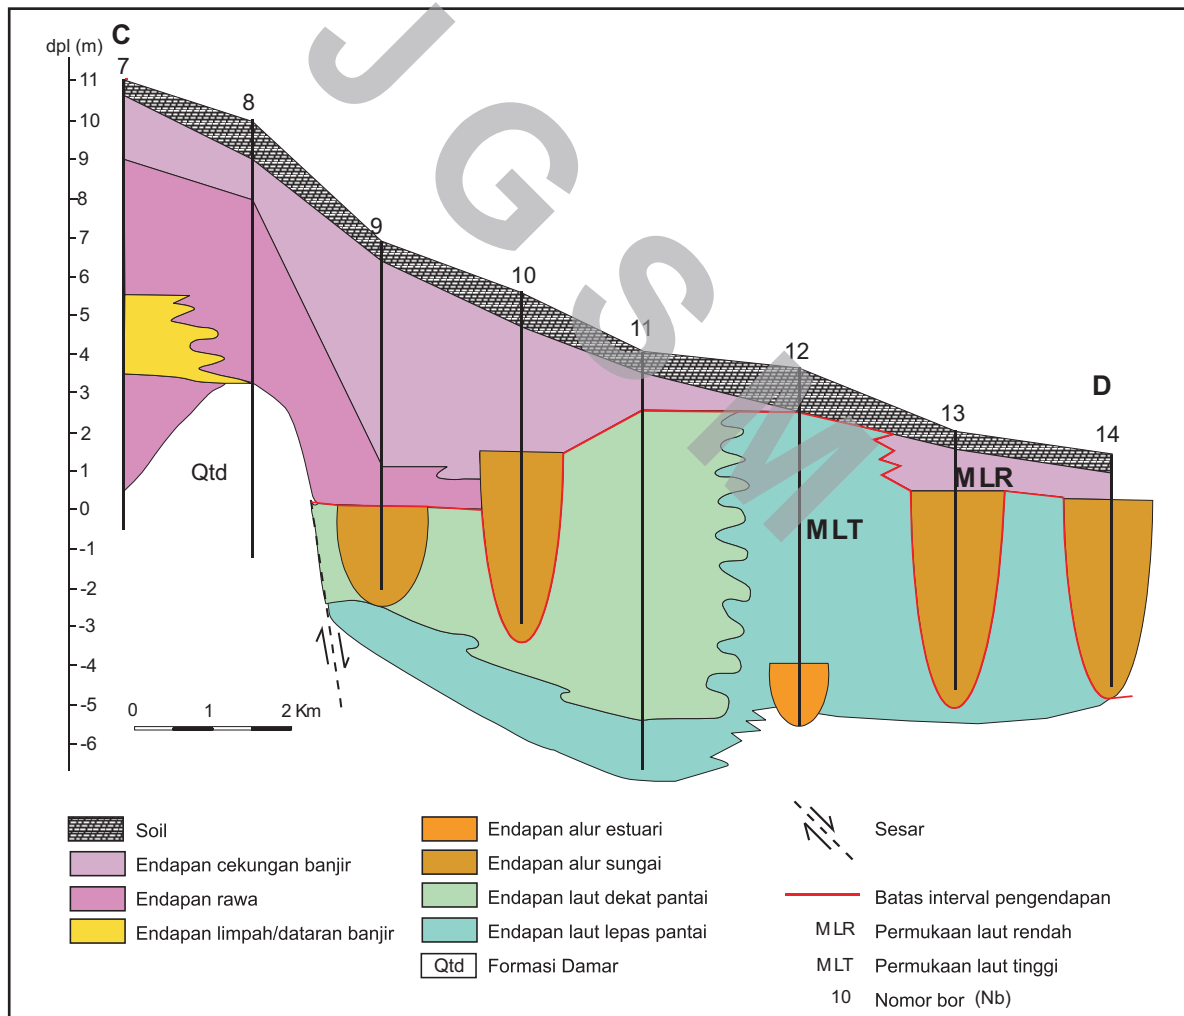 C
dpl (m)
7
8
9
10
11
12
13
14
D
11
10
9
8
7
6
5
4
3
2
1
0
-1
-2
-3
-4
-5
-6
J G S M
Qtd
MLR
MLT
0 1 2 Km
Soil
Endapan cekungan banjir
Endapan rawa
Endapan limpah/dataran banjir
Endapan alur estuari
Endapan alur sungai
Endapan laut dekat pantai
Endapan laut lepas pantai
Qtd Formasi Damar
Sesar
Batas interval pengendapan
MLR Permukaan laut rendah
MLT Permukaan laut tinggi
10 Nomor bor (Nb)